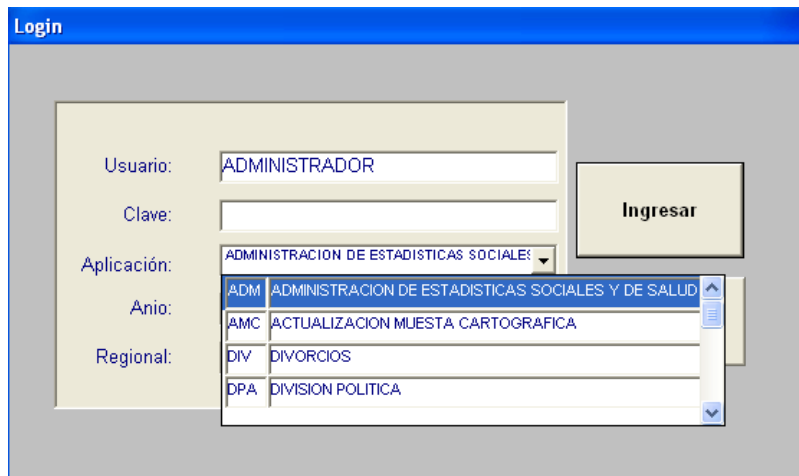 Login
Usuario: ADMINISTRADOR
Clave:
Ingresar
Aplicación: ADMINISTRACION DE ESTADISTICAS SOCIALES
Anio:
Regional:
ADM ADMINISTRACION DE ESTADISTICAS SOCIALES Y DE SALUD
AMC ACTUALIZACION MUESTA CARTOGRAFICA
DIV DIVORCIOS
DPA DIVISION POLITICA